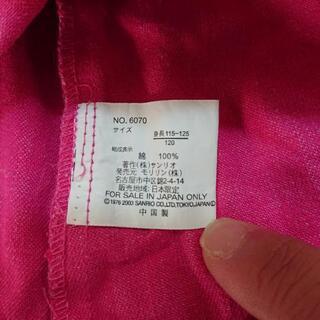 NO. 6070
サイズ
身長115-125
120
組成表示
綿 100%
著作(株)サンリオ
発売元 モリリン(株)
名古屋市中区錦2-4-14
販売地域:日本限定
FOR SALE IN JAPAN ONLY
©1976 2003 SANRIO CO.,LTD.TOKYO,JAPAN
中国製